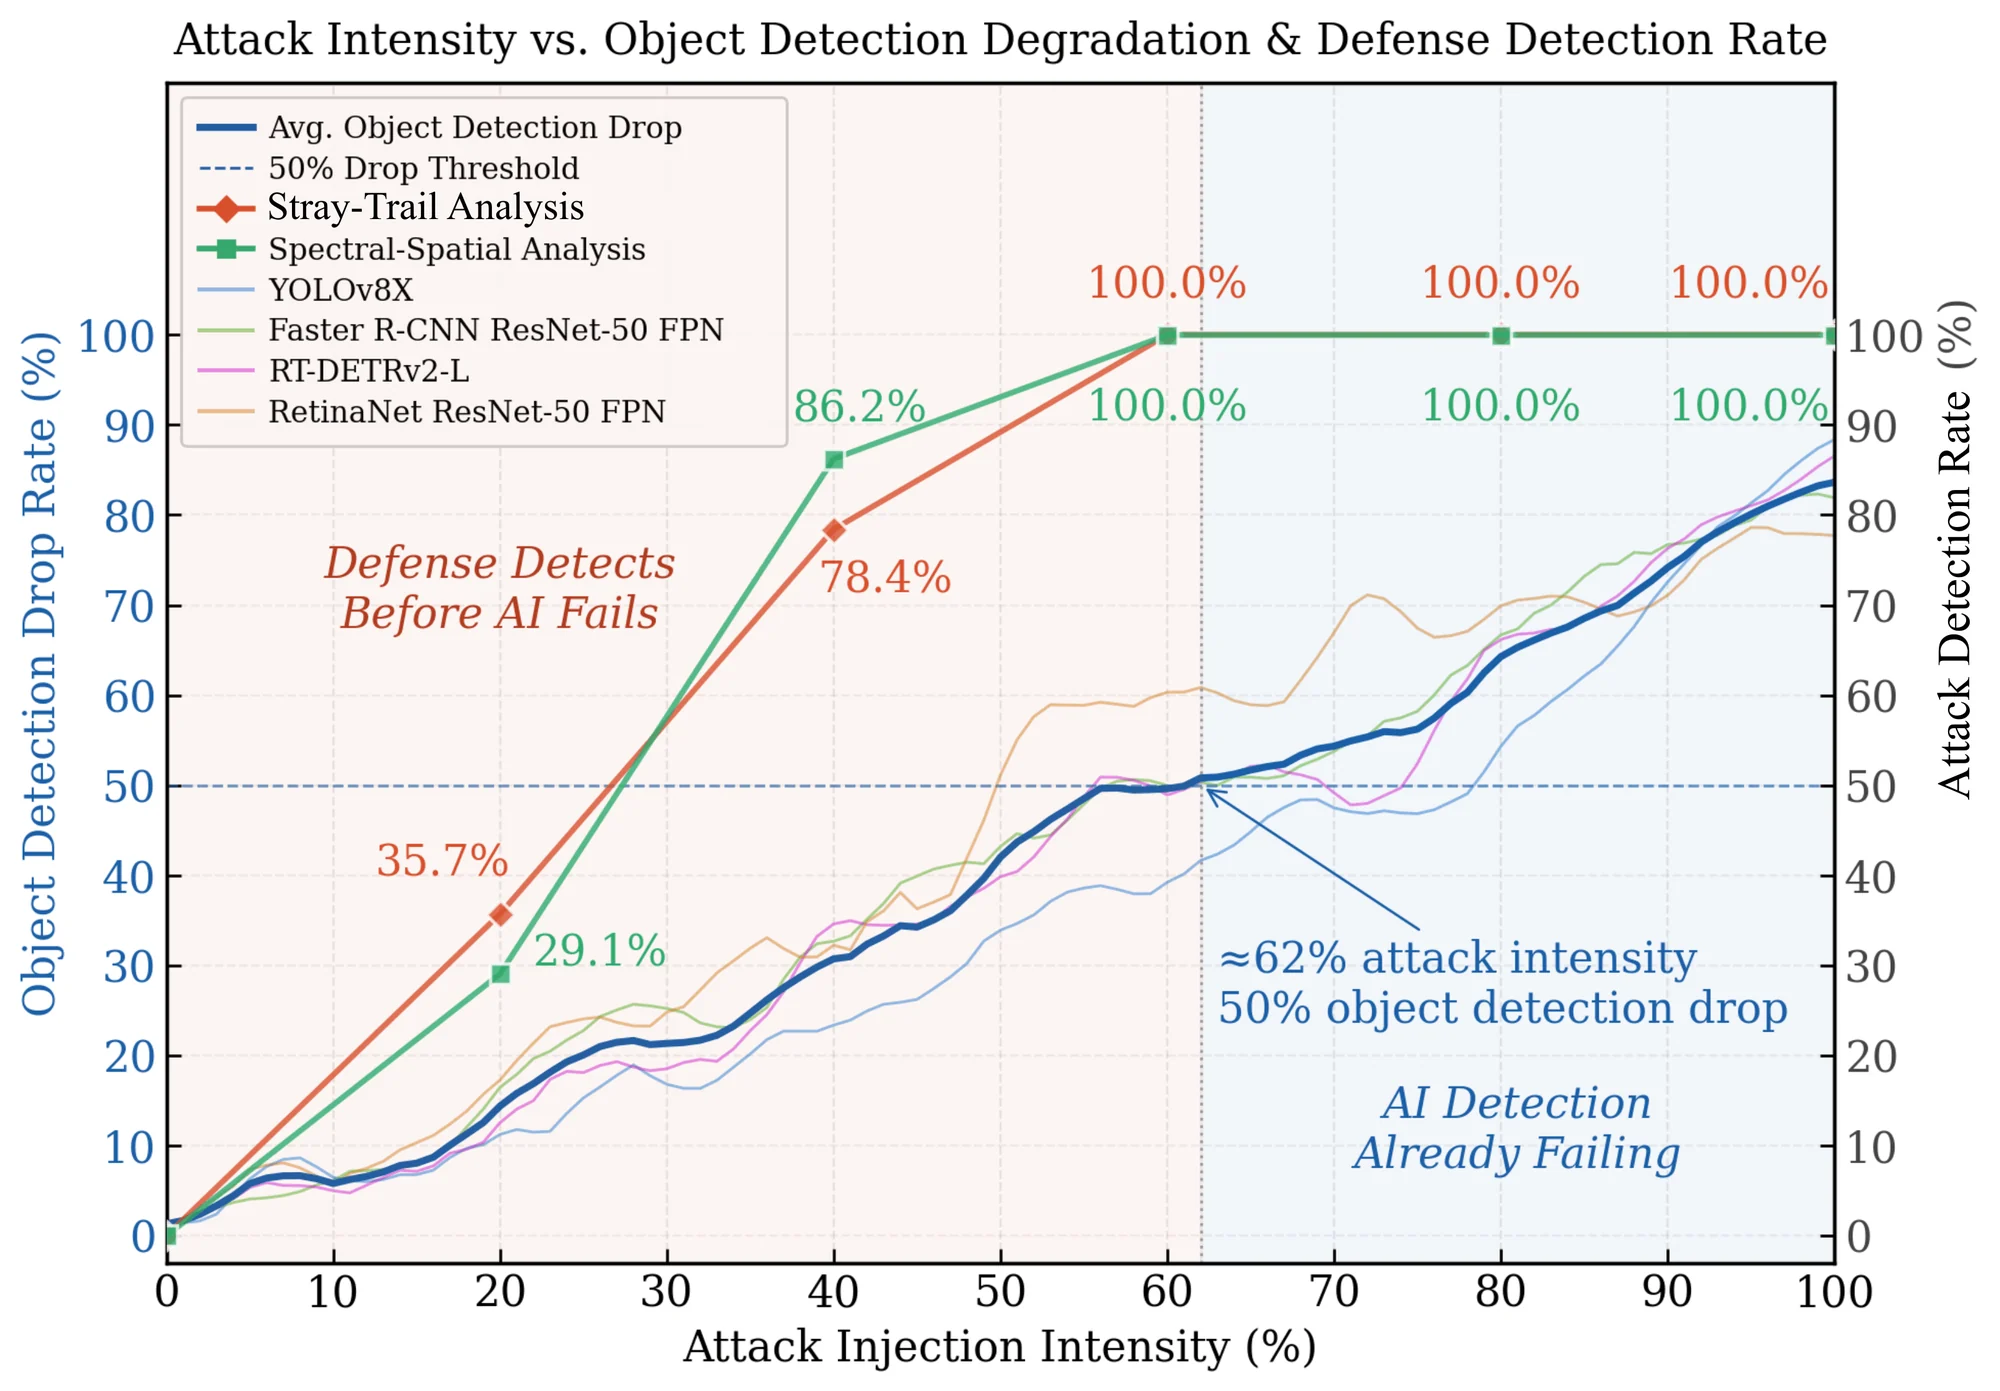 Attack Intensity vs. Object Detection Degradation & Defense Detection Rate
Avg. Object Detection Drop
50% Drop Threshold
Stray-Trail Analysis
Spectral-Spatial Analysis
YOLOv8X
Faster R-CNN ResNet-50 FPN
RT-DETRv2-L
RetinaNet ResNet-50 FPN
100.0%
100.0%
100.0%
86.2%
100.0%
100.0%
100.0%
78.4%
Defense Detects
Before AI Fails
35.7%
29.1%
≈62% attack intensity
50% object detection drop
AI Detection
Already Failing
Object Detection Drop Rate (%)
100
90
80
70
60
50
40
30
20
10
0
Attack Detection Rate (%)
100
90
80
70
60
50
40
30
20
10
0
0 10 20 30 40 50 60 70 80 90 100
Attack Injection Intensity (%)